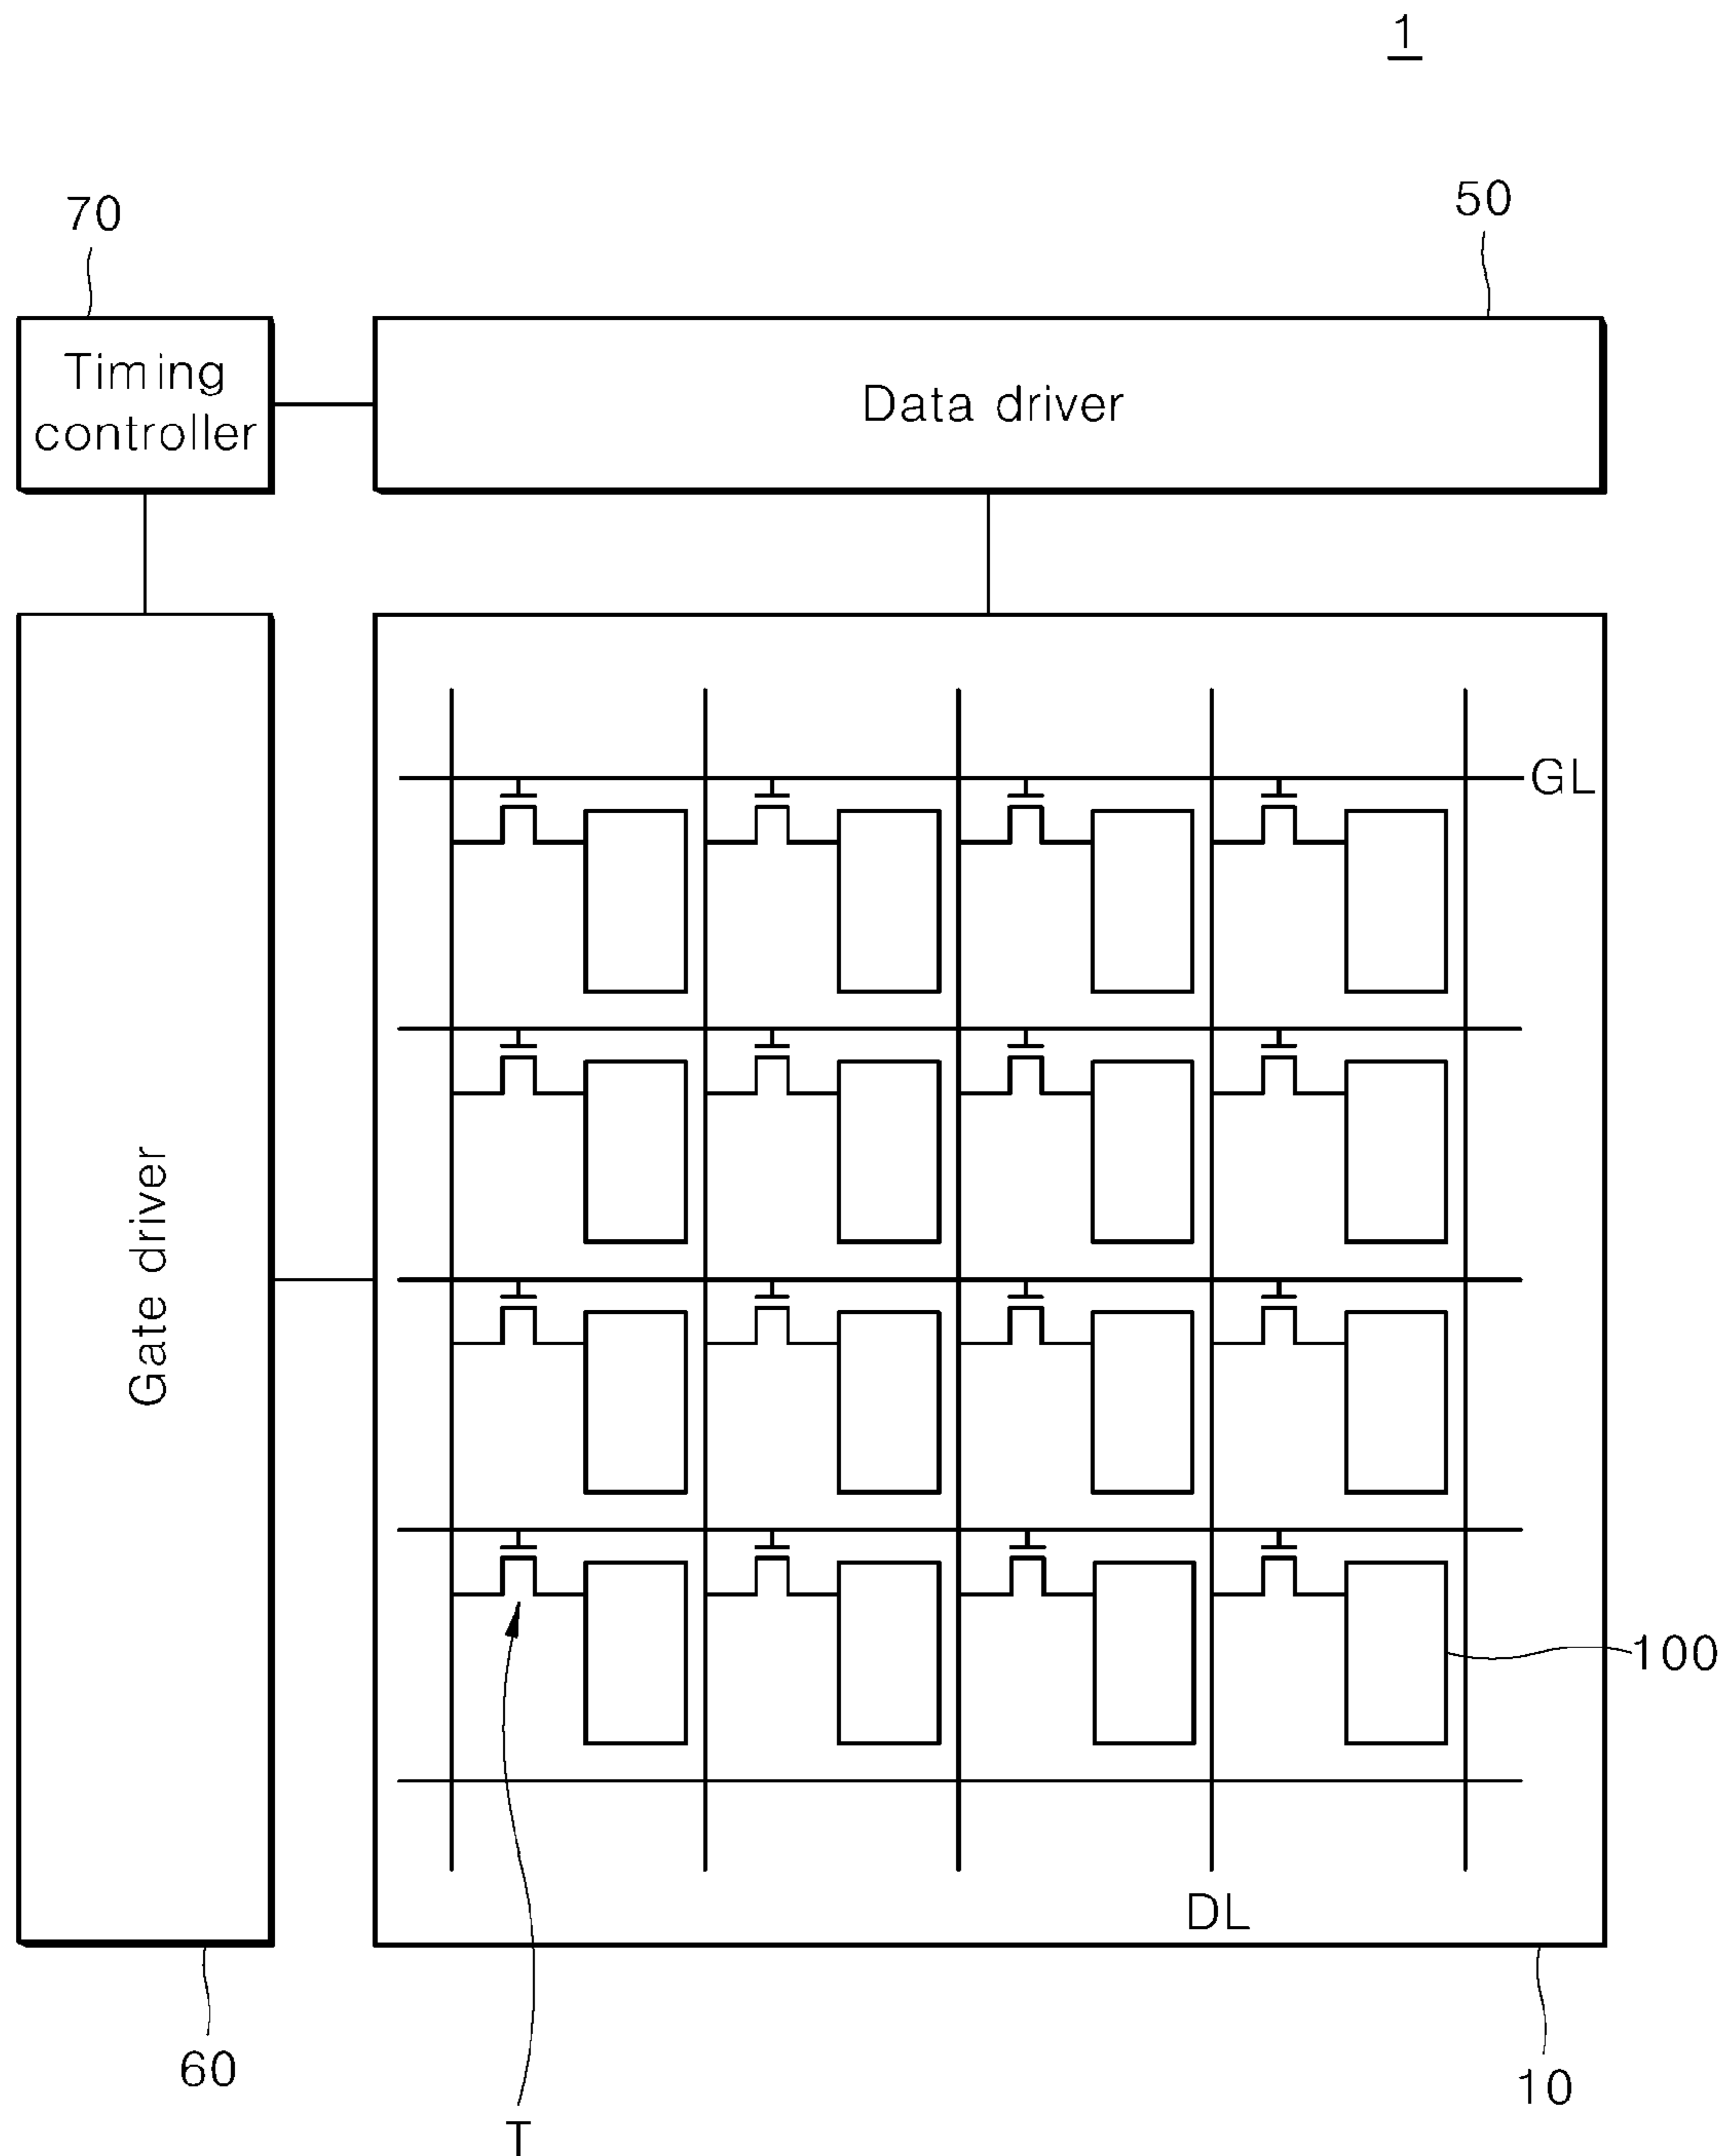 1
70
50
Timing
controller
Data driver
GL
Gate driver
100
DL
60
10
T